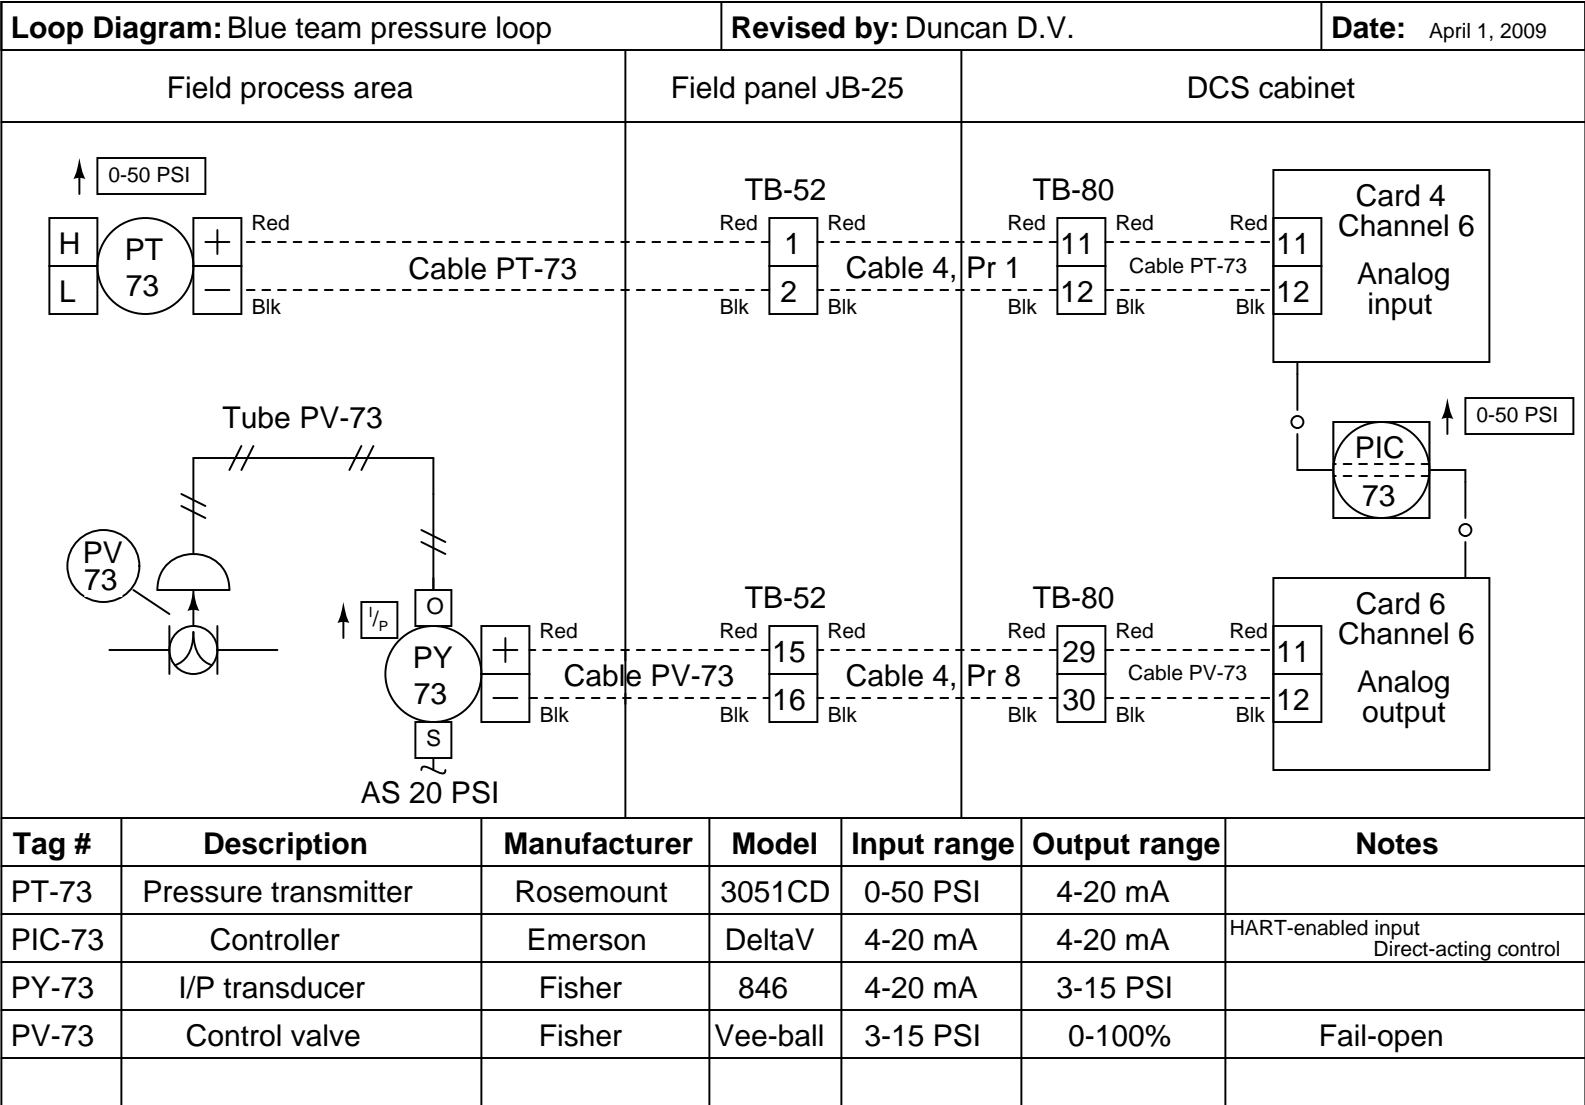 Loop Diagram: Blue team pressure loop
Revised by: Duncan D.V.
Date: April 1, 2009
Field process area
Field panel JB-25
DCS cabinet
0-50 PSI
H
L
PT
73
+
−
Red
Blk
Cable PT-73
TB-52
Red
Blk
1
2
Red
Blk
Cable 4, Pr 1
TB-80
Red
Blk
11
12
Red
Blk
Cable PT-73
Red
Blk
11
12
Card 4
Channel 6
Analog
input
PIC
73
0-50 PSI
Tube PV-73
PV
73
I/P
O
PY
73
S
AS 20 PSI
+
−
Red
Blk
Cable PV-73
TB-52
Red
Blk
15
16
Red
Blk
Cable 4, Pr 8
TB-80
Red
Blk
29
30
Red
Blk
Cable PV-73
Red
Blk
11
12
Card 6
Channel 6
Analog
output
Tag # Description Manufacturer Model Input range Output range Notes
PT-73 Pressure transmitter Rosemount 3051CD 0-50 PSI 4-20 mA
PIC-73 Controller Emerson DeltaV 4-20 mA 4-20 mA HART-enabled input
Direct-acting control
PY-73 I/P transducer Fisher 846 4-20 mA 3-15 PSI
PV-73 Control valve Fisher Vee-ball 3-15 PSI 0-100% Fail-open